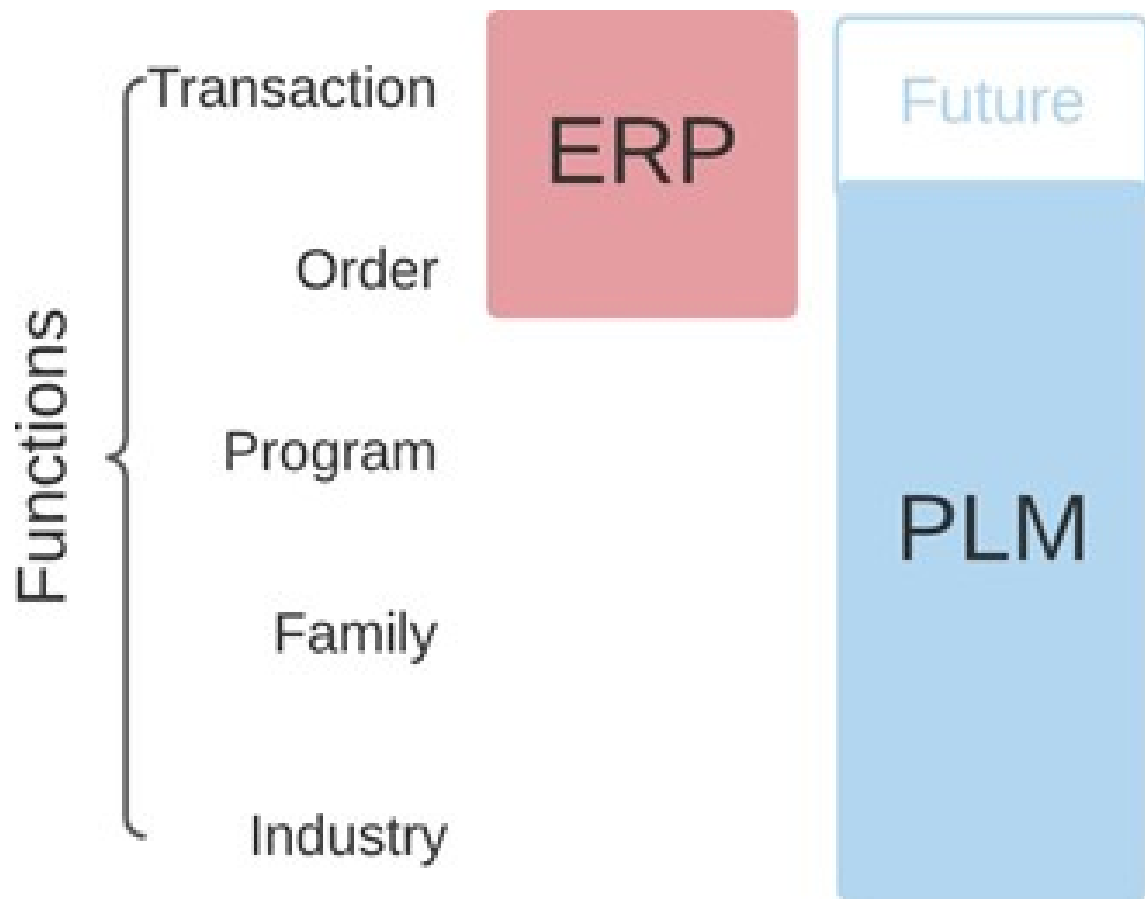 Functions
Transaction
Order
Program
Family
Industry
ERP
Future
PLM